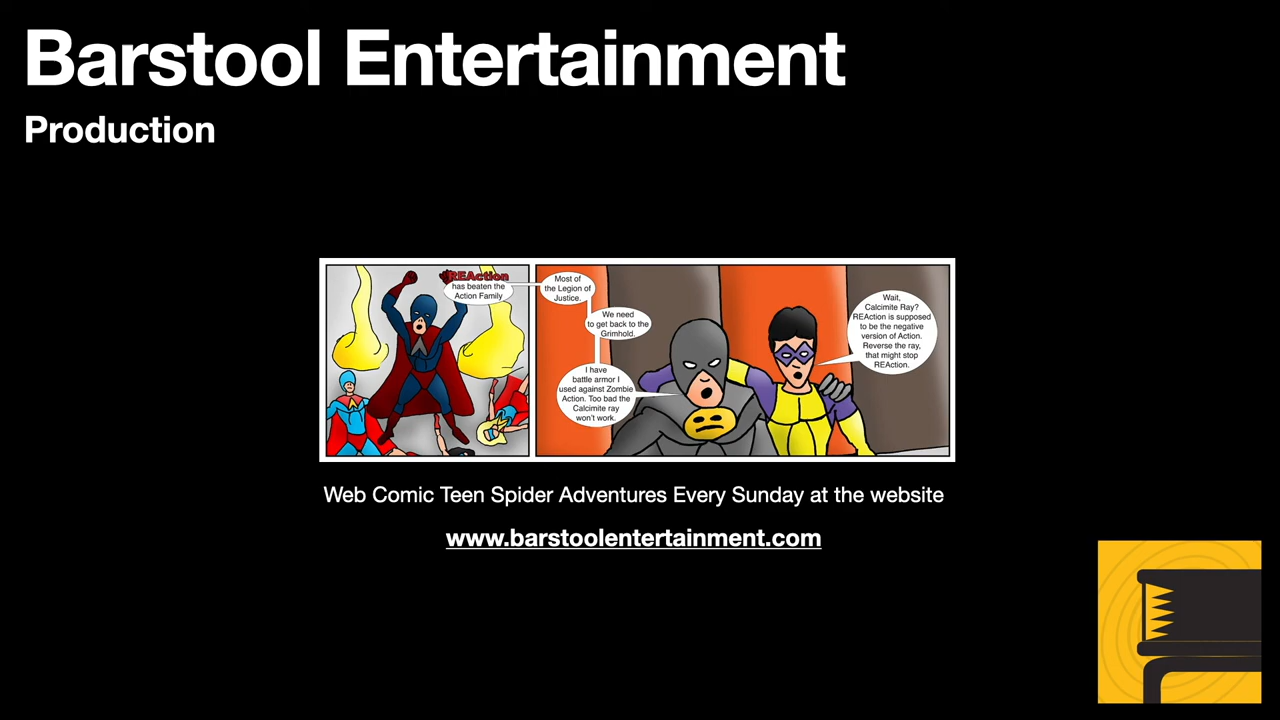 Barstool Entertainment
Production
REAction
has beaten the
Action Family
Most of
the Legion of
Justice.
We need
to get back to the
Grimhold.
I have
battle armor I
used against Zombie
Action. Too bad the
Calcimite ray
won't work.
Wait,
Calcimite Ray?
REAction is supposed
to be the negative
version of Action.
Reverse the ray,
that might stop
REAction.
Web Comic Teen Spider Adventures Every Sunday at the website
www.barstoolentertainment.com